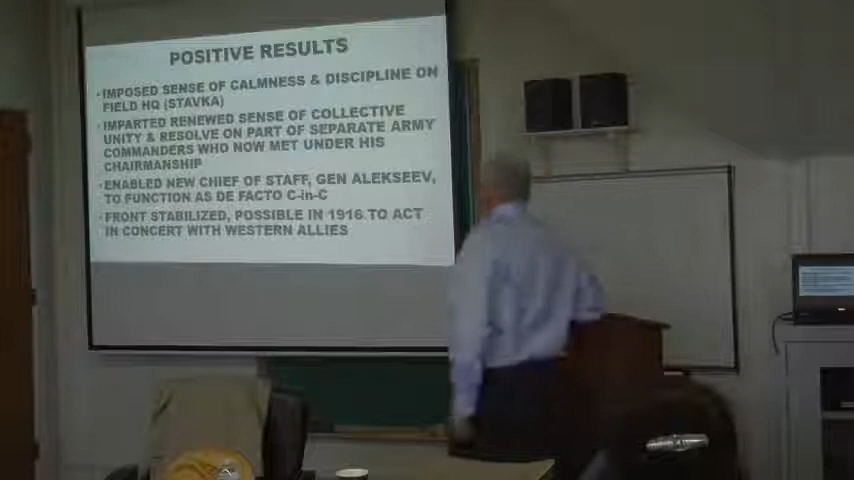 POSITIVE RESULTS
• IMPOSED SENSE OF CALMNESS & DISCIPLINE ON
FIELD HQ (STAVKA)
• IMPARTED RENEWED SENSE OF COLLECTIVE
UNITY & RESOLVE ON PART OF SEPARATE ARMY
COMMANDERS WHO NOW MET UNDER HIS
CHAIRMANSHIP
• ENABLED NEW CHIEF OF STAFF, GEN ALEKSEEV,
TO FUNCTION AS DE FACTO C-in-C
• FRONT STABILIZED, POSSIBLE IN 1916 TO ACT
IN CONCERT WITH WESTERN ALLIES